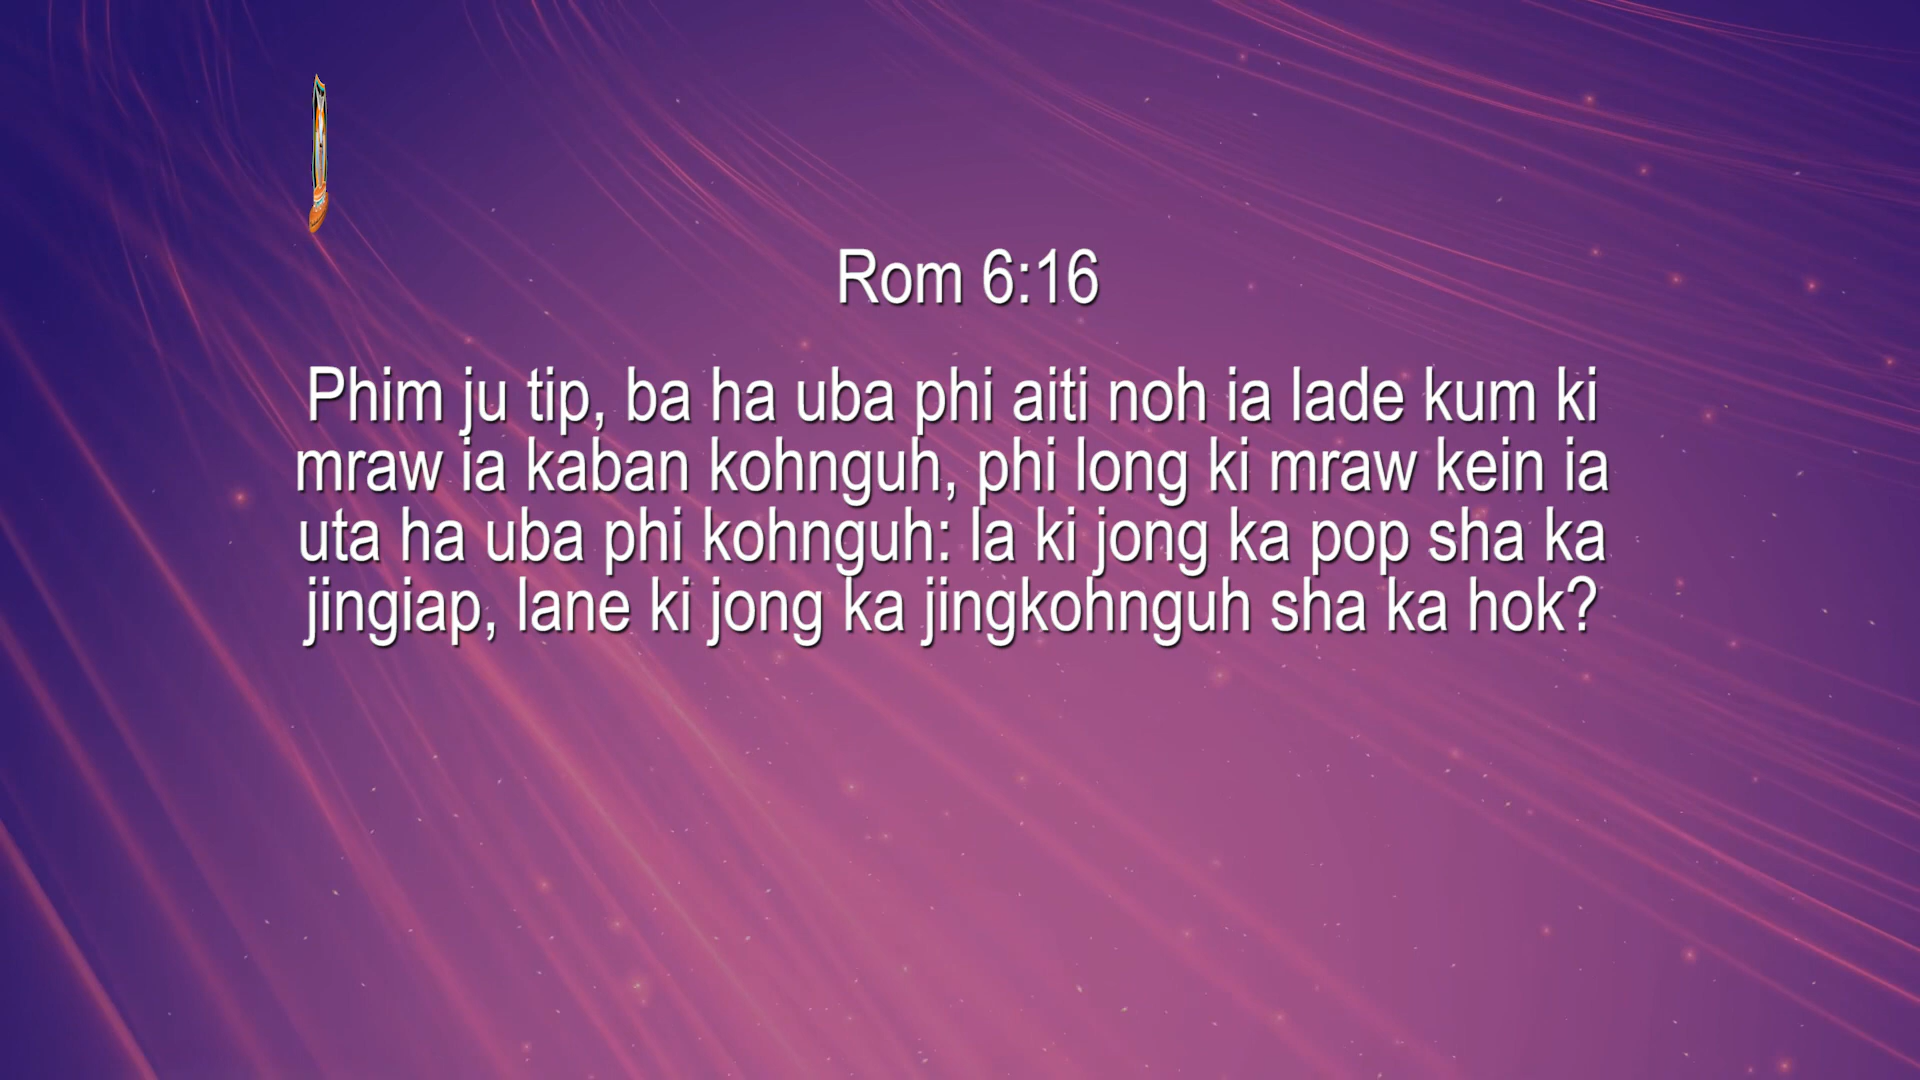 Rom 6:16
Phim ju tip, ba ha uba phi aiti noh ia lade kum ki
mraw ia kaban kohnguh, phi long ki mraw kein ia
uta ha uba phi kohnguh: la ki jong ka pop sha ka
jingiap, lane ki jong ka jingkohnguh sha ka hok?